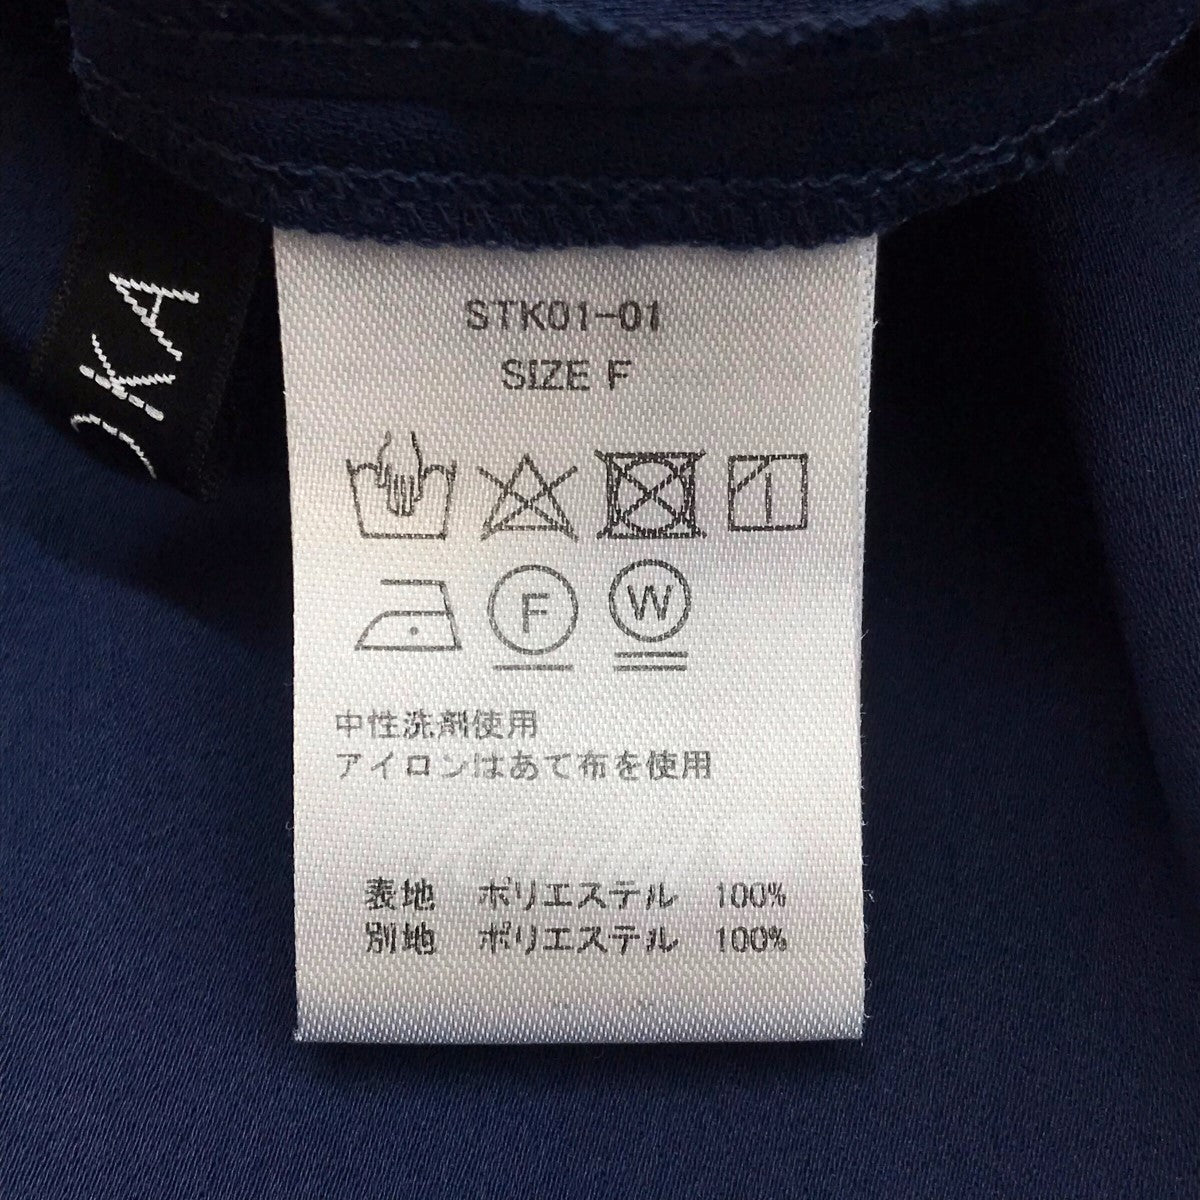 STK01-01
SIZE F
F
W
中性洗剤使用
アイロンはあて布を使用
表地 ポリエステル 100%
別地 ポリエステル 100%